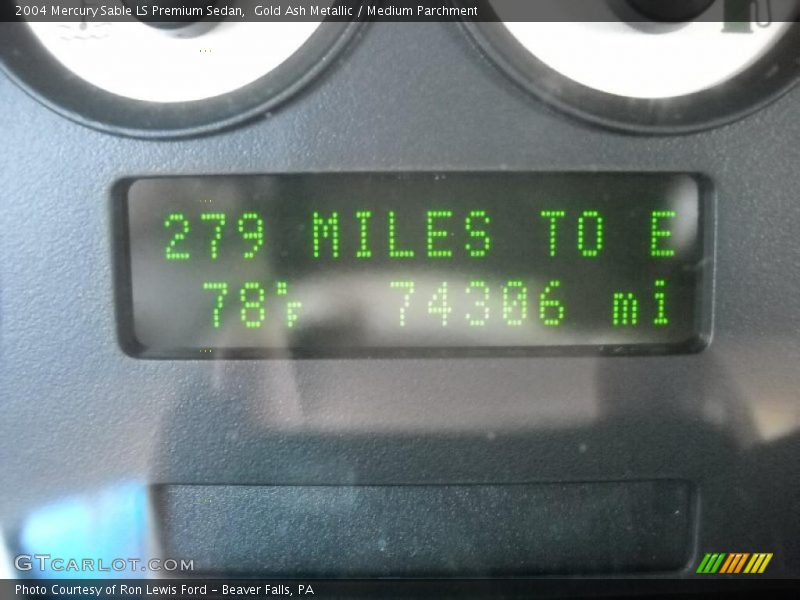 2004 Mercury Sable LS Premium Sedan,  Gold Ash Metallic / Medium Parchment
279 MILES TO E
78°F 74306 mi
GTCARLOT.COM
Photo Courtesy of Ron Lewis Ford - Beaver Falls, PA